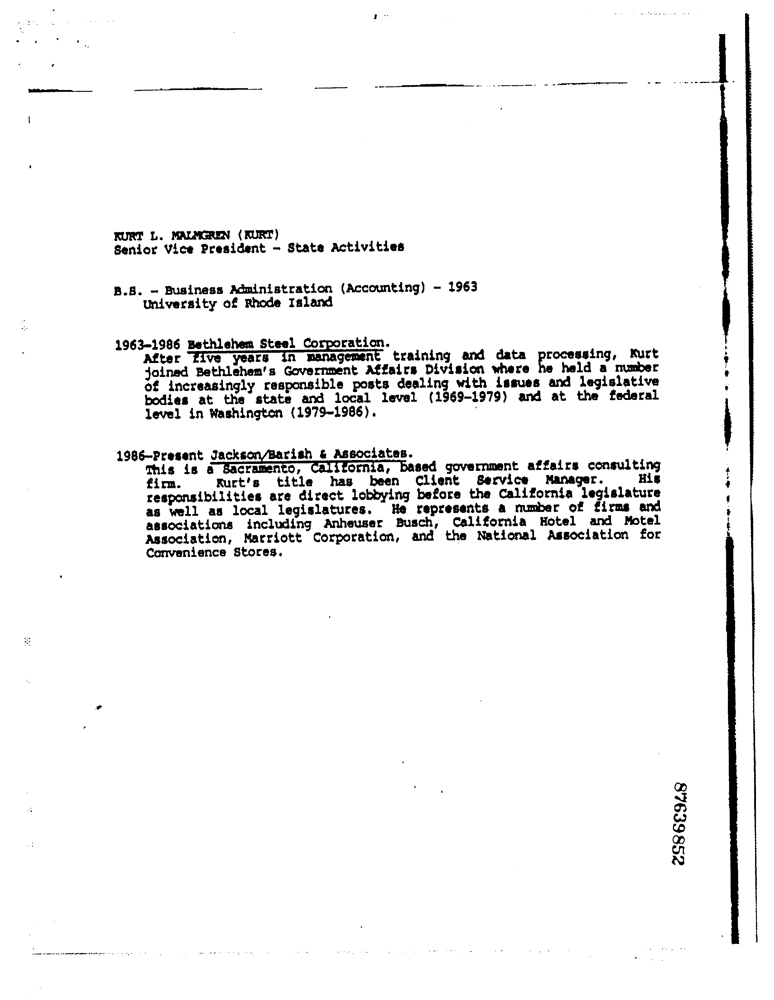 KURT L. MALMGREN (KURT)
Senior Vice President - State Activities
B.S. - Business Administration (Accounting) - 1963
University of Rhode Island
1963-1986 Bethlehem Steel Corporation.
After five years in management training and data processing, Kurt
joined Bethlehem's Government Affairs Division where he held a number
of increasingly responsible posts dealing with issues and legislative
bodies at the state and local level (1969-1979) and at the federal
level in Washington (1979-1986).
1986-Present Jackson/Barish & Associates.
This is a Sacramento, California, based government affairs consulting
firm. Kurt's title has been Client Service Manager. His
responsibilities are direct lobbying before the California legislature
as well as local legislatures. He represents a number of firms and
associations including Anheuser Busch, California Hotel and Motel
Association, Marriott Corporation, and the National Association for
Convenience Stores.
87639852